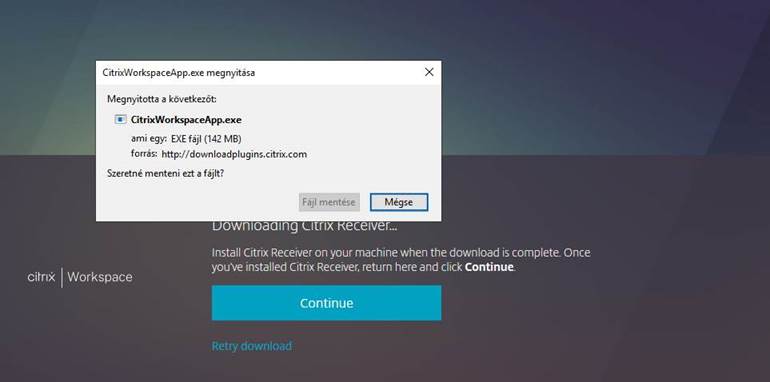 CitrixWorkspaceApp.exe megnyitása
Megnyitotta a következőt:
CitrixWorkspaceApp.exe
ami egy: EXE fájl (142 MB)
forrás: http://downloadplugins.citrix.com
Szeretné menteni ezt a fájlt?
Fájl mentése Mégse
Downloading Citrix Receiver...
Install Citrix Receiver on your machine when the download is complete. Once
you've installed Citrix Receiver, return here and click Continue.
citrix | Workspace
Continue
Retry download